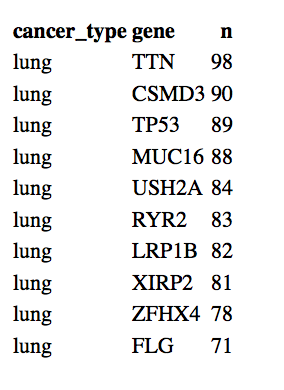 cancer_type gene n
lung TTN 98
lung CSMD3 90
lung TP53 89
lung MUC16 88
lung USH2A 84
lung RYR2 83
lung LRP1B 82
lung XIRP2 81
lung ZFHX4 78
lung FLG 71